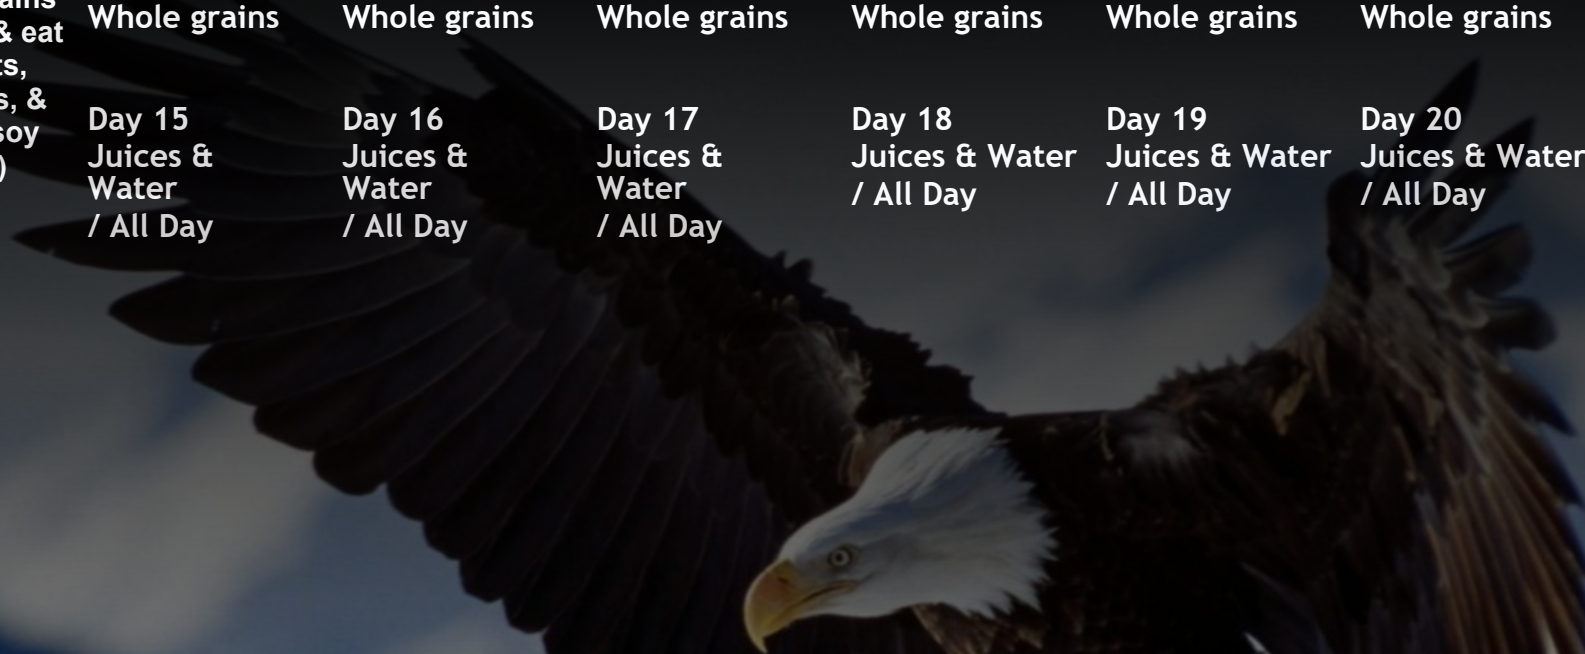 & eat
soy
Whole grains
Day 15
Juices &
Water
/ All Day
Whole grains
Day 16
Juices &
Water
/ All Day
Whole grains
Day 17
Juices &
Water
/ All Day
Whole grains
Day 18
Juices & Water
/ All Day
Whole grains
Day 19
Juices & Water
/ All Day
Whole grains
Day 20
Juices & Water
/ All Day